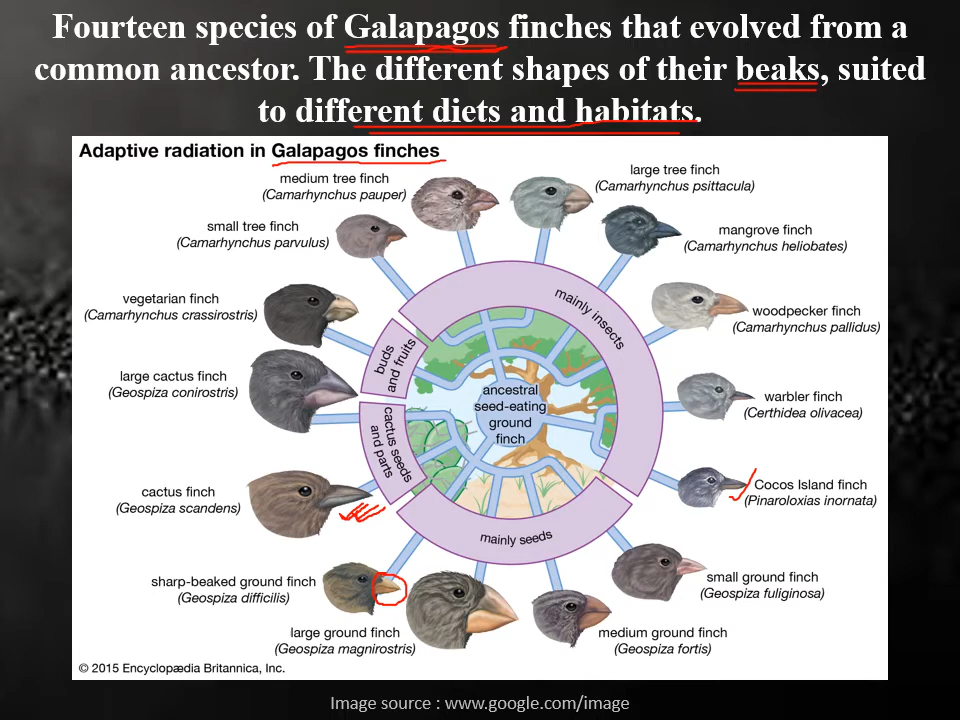 Fourteen species of Galapagos finches that evolved from a
common ancestor. The different shapes of their beaks, suited
to different diets and habitats.
Adaptive radiation in Galapagos finches
medium tree finch
(Camarhynchus pauper)
large tree finch
(Camarhynchus psittacula)
small tree finch
(Camarhynchus parvulus)
mangrove finch
(Camarhynchus heliobates)
vegetarian finch
(Camarhynchus crassirostris)
woodpecker finch
(Camarhynchus pallidus)
large cactus finch
(Geospiza conirostris)
warbler finch
(Certhidea olivacea)
cactus finch
(Geospiza scandens)
Cocos Island finch
(Pinaroloxias inornata)
sharp-beaked ground finch
(Geospiza difficilis)
small ground finch
(Geospiza fuliginosa)
large ground finch
(Geospiza magnirostris)
medium ground finch
(Geospiza fortis)
mainly insects
buds
and fruits
cactus seeds
and parts
mainly seeds
ancestral
seed-eating
ground
finch
© 2015 Encyclopædia Britannica, Inc.
Image source : www.google.com/image